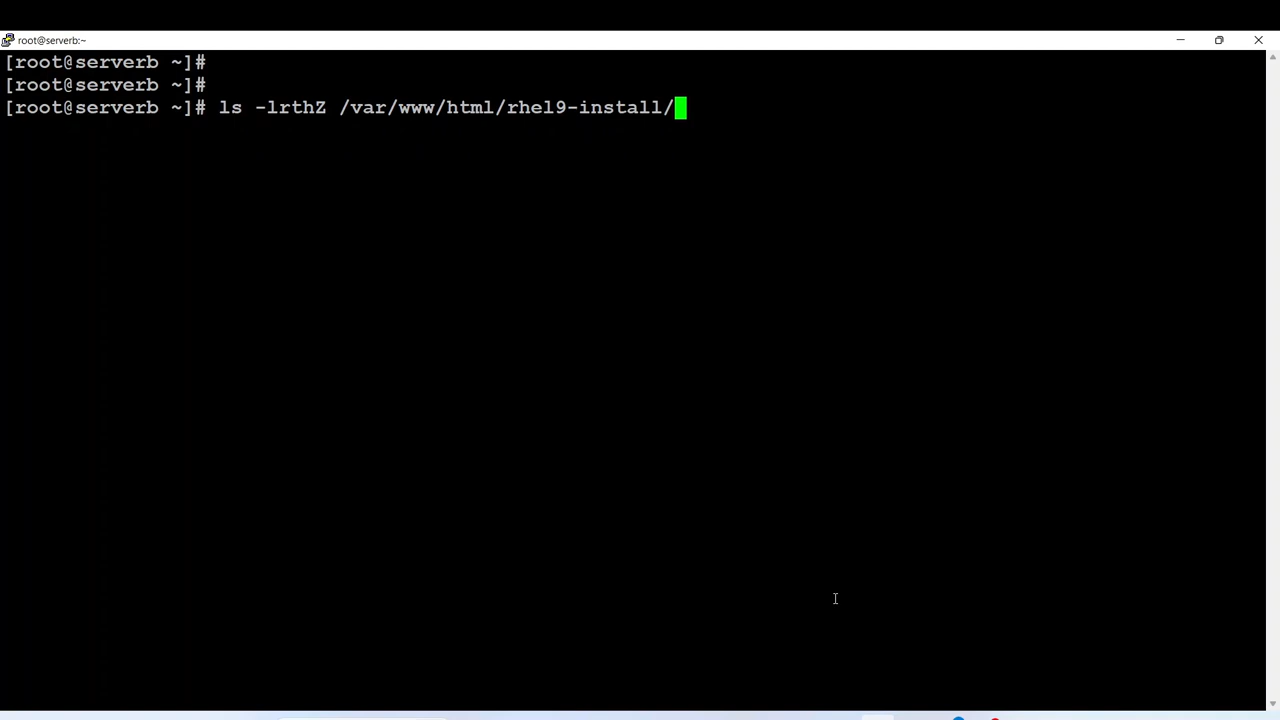 root@serverb:~
[root@serverb ~]#
[root@serverb ~]#
[root@serverb ~]# ls -lrthZ /var/www/html/rhel9-install/